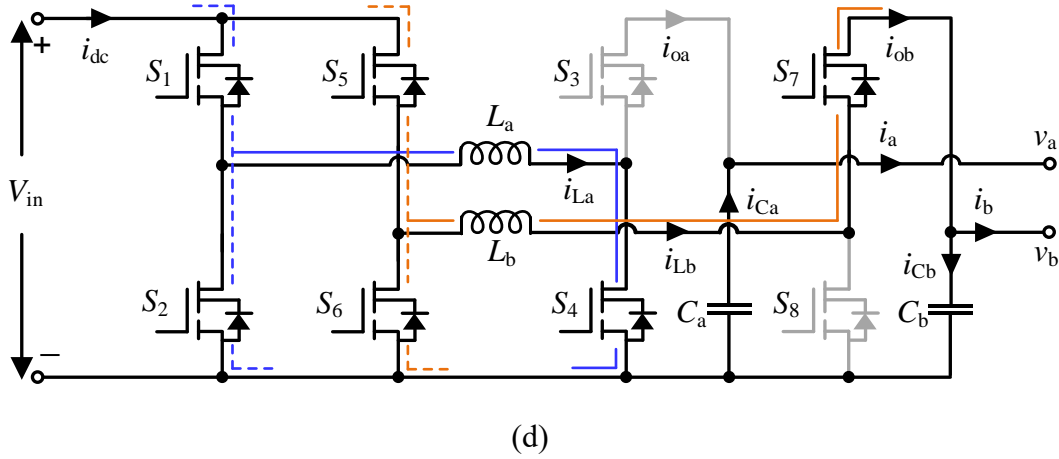 +
i_dc
S_1
S_5
S_3
i_oa
S_7
i_ob
L_a
i_a
v_a
V_in
i_La
i_Ca
i_b
L_b
i_Lb
v_b
i_Cb
S_2
S_6
S_4
C_a
S_8
C_b
−
(d)